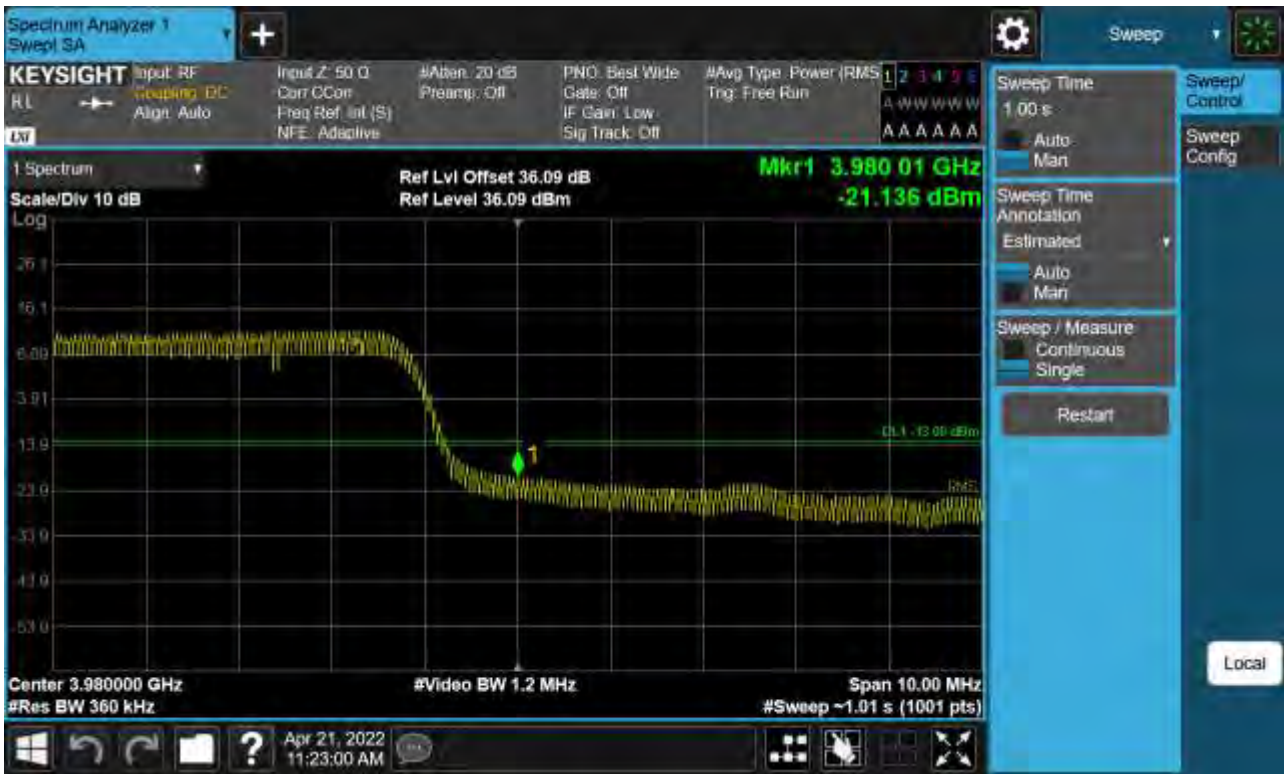 Spectrum Analyzer 1
Swept SA
+
Sweep
KEYSIGHT
Input: RF
Input Z: 50 Ω
#Atten: 20 dB
PNO: Best Wide
#Avg Type: Power (RMS
1 2 3 4 5 6
RL
Coupling: DC
Corr CCorr
Preamp: Off
Gate: Off
Trig: Free Run
Align: Auto
Freq Ref: Int (S)
IF Gain: Low
A W W W W W
LXI
NFE: Adaptive
Sig Track: Off
A A A A A A
1 Spectrum
Ref Lvl Offset 36.09 dB
Mkr1 3.980 01 GHz
Scale/Div 10 dB
Ref Level 36.09 dBm
-21.136 dBm
Log
26.1
16.1
6.09
-3.91
-13.9
DL1 -13.00 dBm
1
-23.9
RMS
-33.9
-43.9
-53.9
Center 3.980000 GHz
#Video BW 1.2 MHz
Span 10.00 MHz
#Res BW 360 kHz
#Sweep ~1.01 s (1001 pts)
Sweep Time
1.00 s
Auto
Man
Sweep Time
Annotation
Estimated
Auto
Man
Sweep / Measure
Continuous
Single
Restart
Sweep/
Control
Sweep
Config
Local
?
Apr 21, 2022
11:23:00 AM